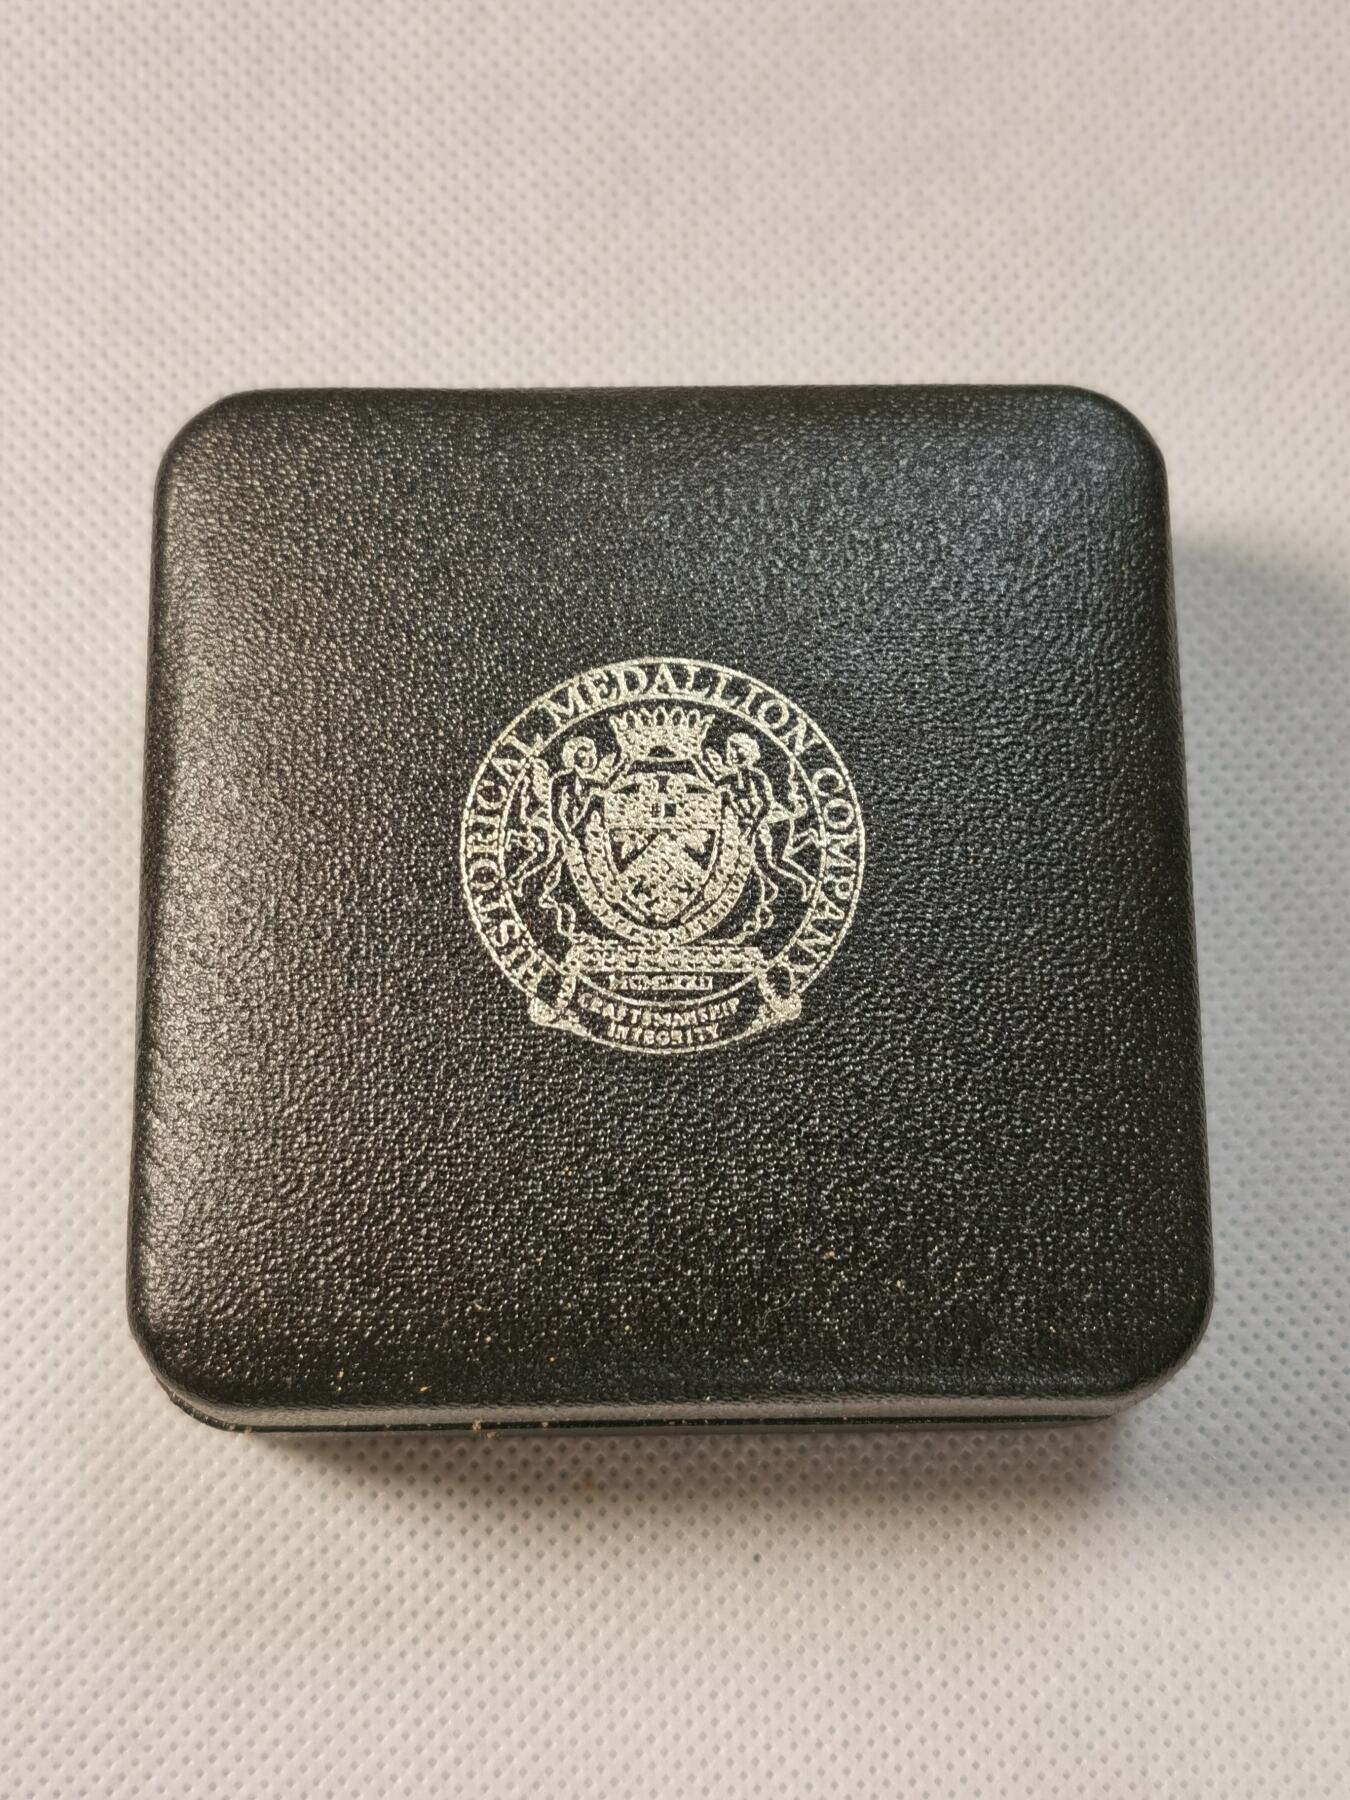 HISTORICAL MEDALLION COMPANY
CRAFTSMANSHIP
INTEGRITY